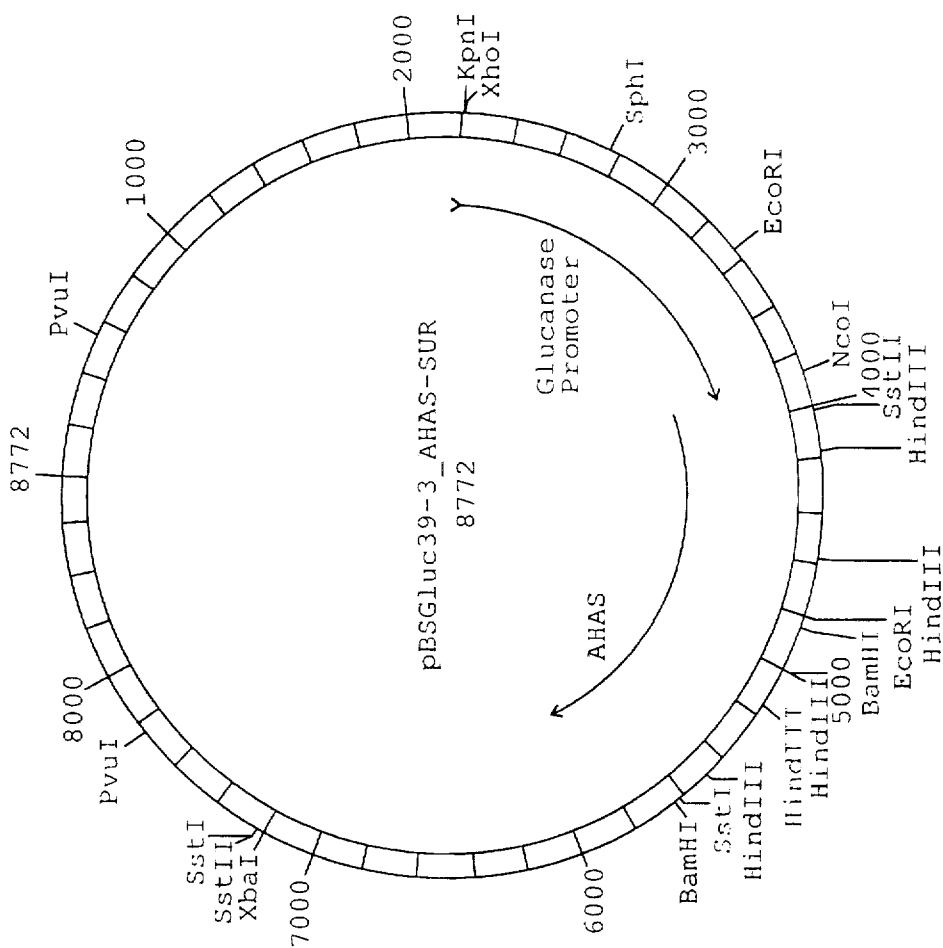 8772
PvuI
1000
2000
KpnI
XhoI
SphI
3000
EcoRI
NcoI
4000
SstII
HindIII
HindIII
EcoRI
BamHI
5000
HindIII
HindIII
HindIII
SstI
BamHI
6000
7000
XbaI
SstII
SstI
PvuI
8000
Glucanase
Promoter
AHAS
pBSGluc39-3_AHAS-SUR
8772